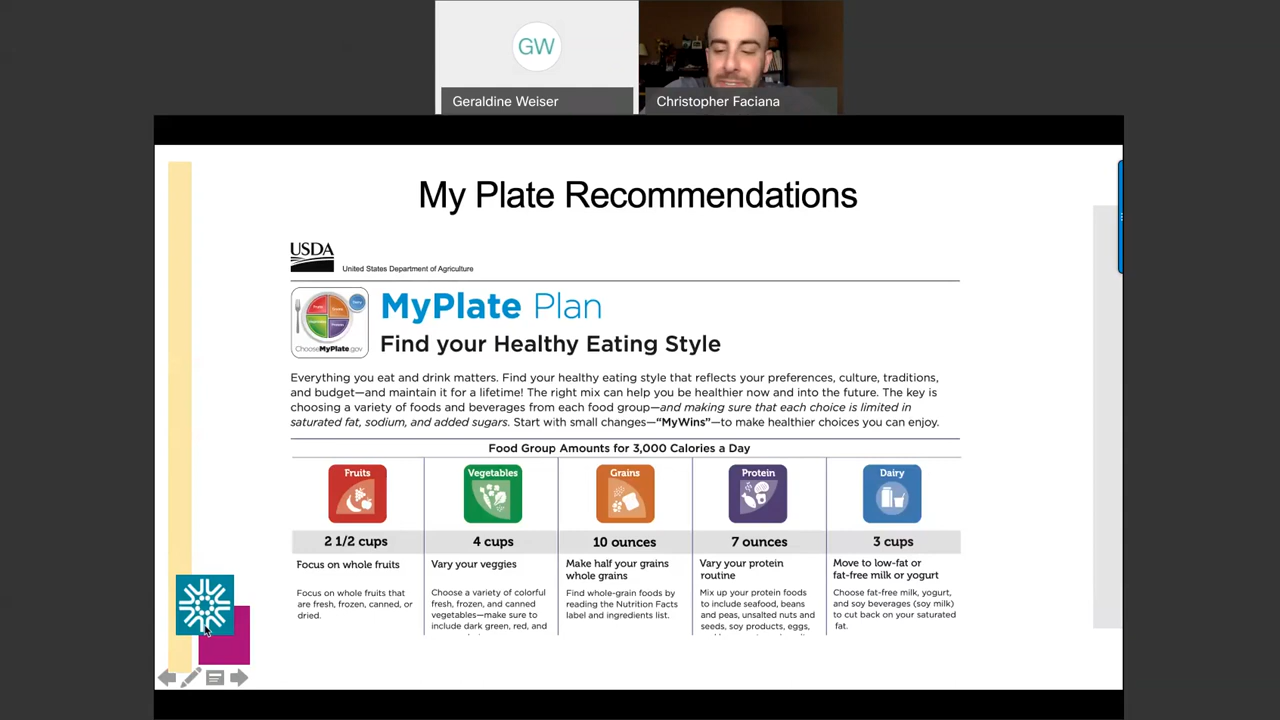 GW
Geraldine Weiser
Christopher Faciana
My Plate Recommendations
USDA
United States Department of Agriculture
ChooseMyPlate.gov
MyPlate Plan
Find your Healthy Eating Style
Everything you eat and drink matters. Find your healthy eating style that reflects your preferences, culture, traditions,
and budget—and maintain it for a lifetime! The right mix can help you be healthier now and into the future. The key is
choosing a variety of foods and beverages from each food group—and making sure that each choice is limited in
saturated fat, sodium, and added sugars. Start with small changes—“MyWins”—to make healthier choices you can enjoy.
Food Group Amounts for 3,000 Calories a Day
Fruits
2 1/2 cups
Focus on whole fruits
Focus on whole fruits that
are fresh, frozen, canned, or
dried.
Vegetables
4 cups
Vary your veggies
Choose a variety of colorful
fresh, frozen, and canned
vegetables—make sure to
include dark green, red, and
Grains
10 ounces
Make half your grains
whole grains
Find whole-grain foods by
reading the Nutrition Facts
label and ingredients list.
Protein
7 ounces
Vary your protein
routine
Mix up your protein foods
to include seafood, beans
and peas, unsalted nuts and
seeds, soy products, eggs,
Dairy
3 cups
Move to low-fat or
fat-free milk or yogurt
Choose fat-free milk, yogurt,
and soy beverages (soy milk)
to cut back on your saturated
fat.